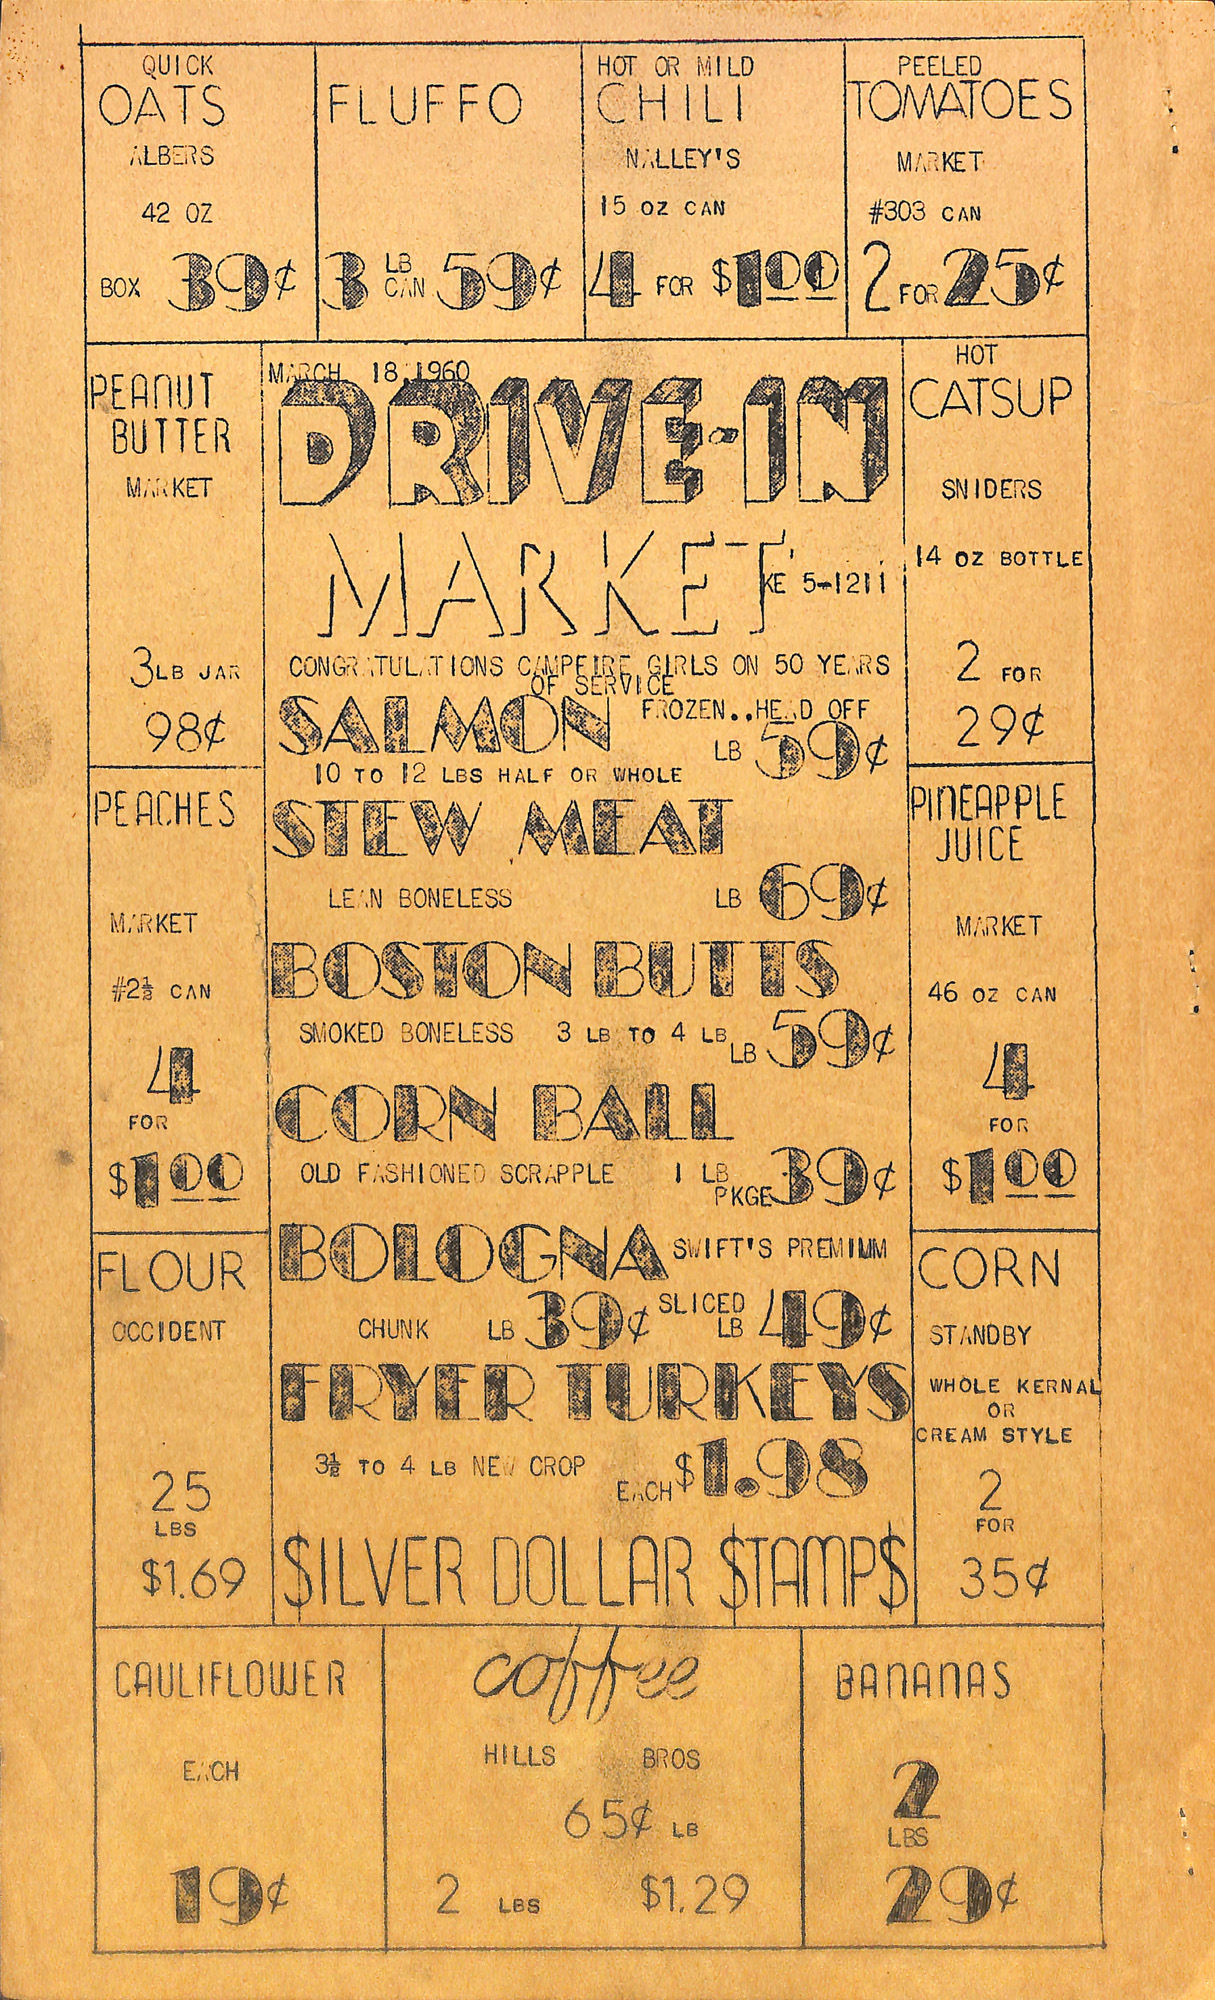 QUICK
OATS
ALBERS
42 OZ
BOX 39¢
FLUFFO
3 LB CAN 59¢
HOT OR MILD
CHILI
NALLEY'S
15 OZ CAN
4 FOR $1.00
PEELED
TOMATOES
MARKET
#303 CAN
2 FOR 25¢
PEANUT
BUTTER
MARKET
3 LB JAR
98¢
PEACHES
MARKET
#2½ CAN
4
FOR
$1.00
FLOUR
OCCIDENT
25
LBS
$1.69
MARCH 18, 1960
DRIVE-IN
MARKET
KE 5-1211
CONGRATULATIONS CAMPFIRE GIRLS ON 50 YEARS
OF SERVICE
SALMON FROZEN..HEAD OFF
LB 59¢
10 TO 12 LBS HALF OR WHOLE
STEW MEAT
LEAN BONELESS LB 69¢
BOSTON BUTTS
SMOKED BONELESS 3 LB TO 4 LB
LB 59¢
CORN BALL
OLD FASHIONED SCRAPPLE 1 LB
PKGE 39¢
BOLOGNA SWIFT'S PREMIMM
CHUNK LB 39¢ SLICED LB 49¢
FRYER TURKEYS
3½ TO 4 LB NEW CROP
EACH $1.98
$ILVER DOLLAR $TAMP$
HOT
CATSUP
SNIDERS
14 OZ BOTTLE
2 FOR
29¢
PINEAPPLE
JUICE
MARKET
46 OZ CAN
4
FOR
$1.00
CORN
STANDBY
WHOLE KERNAL
OR
CREAM STYLE
2
FOR
35¢
CAULIFLOWER
EACH
19¢
coffee
HILLS BROS
65¢ LB
2 LBS $1.29
BANANAS
2
LBS
29¢